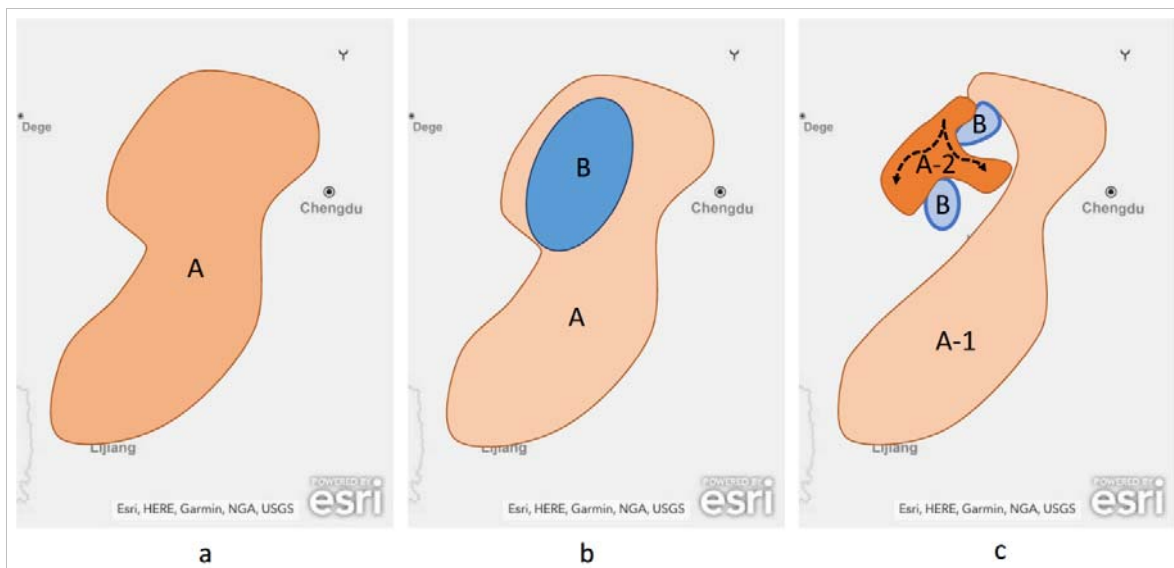 Dege
A
Chengdu
Lijiang
POWERED BY
esri
Esri, HERE, Garmin, NGA, USGS
a
Dege
B
Chengdu
A
Lijiang
POWERED BY
esri
Esri, HERE, Garmin, NGA, USGS
b
Dege
B
A-2
B
Chengdu
A-1
Lijiang
POWERED BY
esri
Esri, HERE, Garmin, NGA, USGS
c